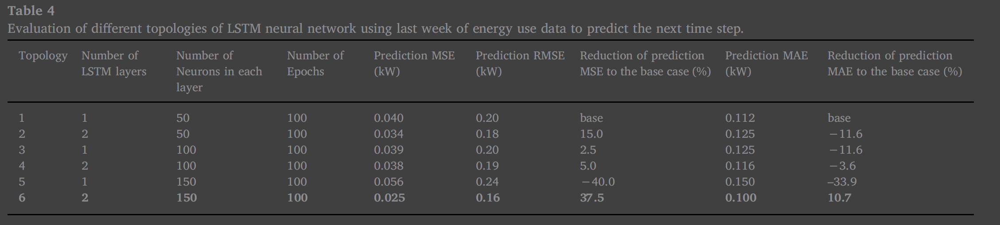 Table 4
Evaluation of different topologies of LSTM neural network using last week of energy use data to predict the next time step.
Topology Number of Number of Number of Prediction MSE Prediction RMSE Reduction of prediction Prediction MAE Reduction of prediction
LSTM layers Neurons in each Epochs (kW) (kW) MSE to the base case (%) (kW) MAE to the base case (%)
layer
1 1 50 100 0.040 0.20 base 0.112 base
2 2 50 100 0.034 0.18 15.0 0.125 −11.6
3 1 100 100 0.039 0.20 2.5 0.125 −11.6
4 2 100 100 0.038 0.19 5.0 0.116 −3.6
5 1 150 100 0.056 0.24 −40.0 0.150 –33.9
6 2 150 100 0.025 0.16 37.5 0.100 10.7